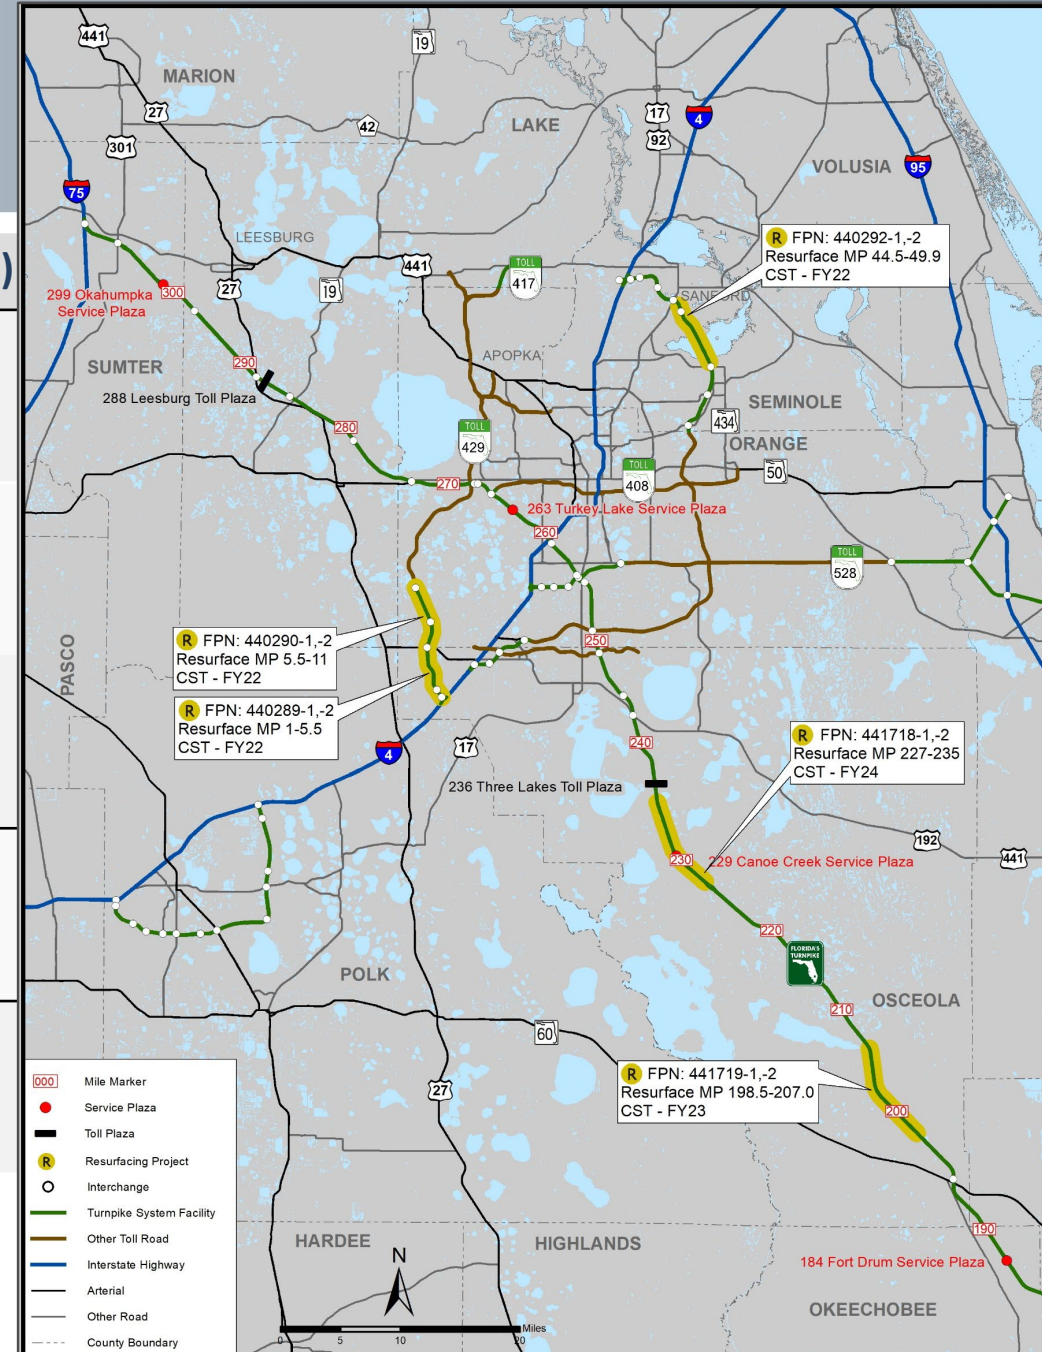 441
19
MARION
27
42
LAKE
17
4
301
92
VOLUSIA
95
75
LEESBURG
R FPN: 440292-1,-2
Resurface MP 44.5-49.9
CST - FY22
)
441
TOLL
417
27
19
299 Okahumpka
Service Plaza
300
SANFORD
APOPKA
SUMTER
290
288 Leesburg Toll Plaza
SEMINOLE
280
TOLL
429
434
ORANGE
TOLL
408
50
270
263 Turkey Lake Service Plaza
260
TOLL
528
PASCO
R FPN: 440290-1,-2
Resurface MP 5.5-11
CST - FY22
250
R FPN: 440289-1,-2
Resurface MP 1-5.5
CST - FY22
4
17
240
R FPN: 441718-1,-2
Resurface MP 227-235
CST - FY24
236 Three Lakes Toll Plaza
192
441
230
229 Canoe Creek Service Plaza
220
FLORIDA'S
TURNPIKE
POLK
OSCEOLA
210
60
R FPN: 441719-1,-2
Resurface MP 198.5-207.0
CST - FY23
27
200
000 Mile Marker
Service Plaza
Toll Plaza
R Resurfacing Project
Interchange
Turnpike System Facility
Other Toll Road
Interstate Highway
Arterial
Other Road
County Boundary
HARDEE
N
HIGHLANDS
190
184 Fort Drum Service Plaza
OKEECHOBEE
Miles
0 5 10 20